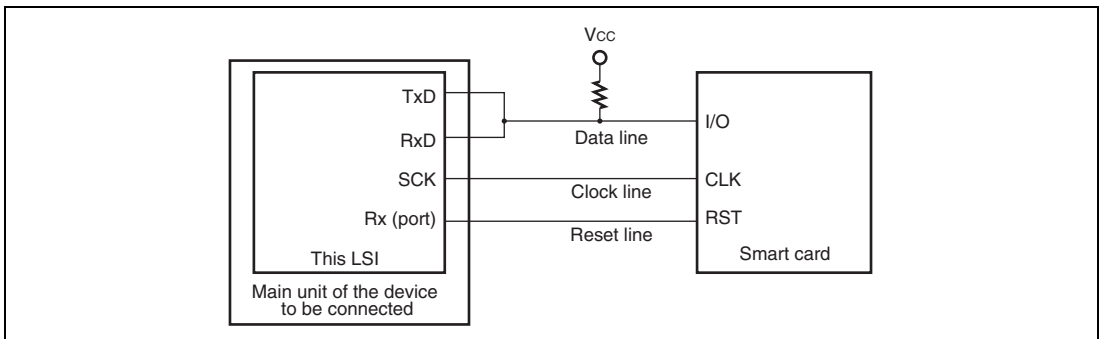 Vcc
TxD
RxD
SCK
Rx (port)
This LSI
Main unit of the device
to be connected
Data line
Clock line
Reset line
I/O
CLK
RST
Smart card